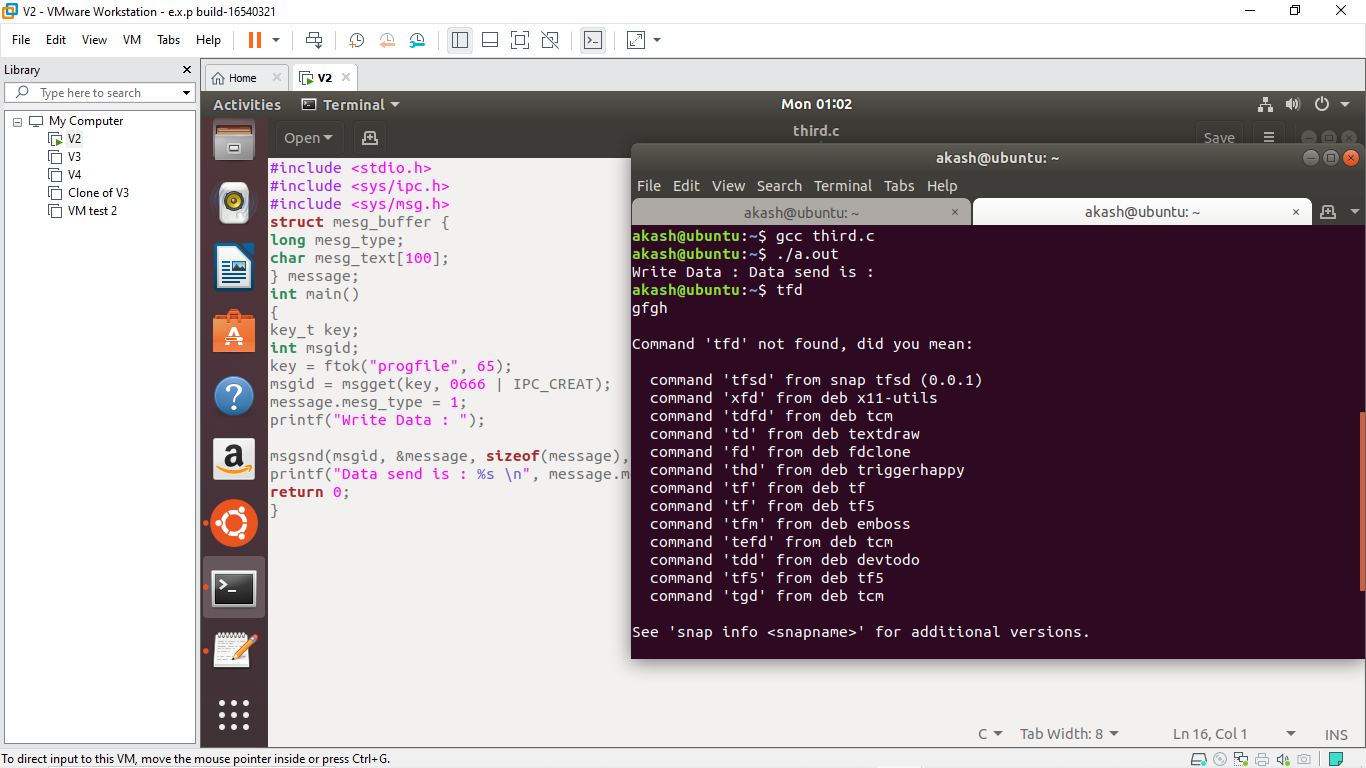 V2 - VMware Workstation - e.x.p build-16540321
File Edit View VM Tabs Help
Library
Type here to search
My Computer
V2
V3
V4
Clone of V3
VM test 2
Home
V2
Activities Terminal Mon 01:02
Open third.c Save
#include <stdio.h>
#include <sys/ipc.h>
#include <sys/msg.h>
struct mesg_buffer {
long mesg_type;
char mesg_text[100];
} message;
int main()
{
key_t key;
int msgid;
key = ftok("progfile", 65);
msgid = msgget(key, 0666 | IPC_CREAT);
message.mesg_type = 1;
printf("Write Data : ");
msgsnd(msgid, &message, sizeof(message),
printf("Data send is : %s \n", message.m
return 0;
}
akash@ubuntu: ~
File Edit View Search Terminal Tabs Help
akash@ubuntu: ~ akash@ubuntu: ~
akash@ubuntu:~$ gcc third.c
akash@ubuntu:~$ ./a.out
Write Data : Data send is :
akash@ubuntu:~$ tfd
gfgh
Command 'tfd' not found, did you mean:
command 'tfsd' from snap tfsd (0.0.1)
command 'xfd' from deb x11-utils
command 'tdfd' from deb tcm
command 'td' from deb textdraw
command 'fd' from deb fdclone
command 'thd' from deb triggerhappy
command 'tf' from deb tf
command 'tf' from deb tf5
command 'tfm' from deb emboss
command 'tefd' from deb tcm
command 'tdd' from deb devtodo
command 'tf5' from deb tf5
command 'tgd' from deb tcm
See 'snap info <snapname>' for additional versions.
C Tab Width: 8 Ln 16, Col 1 INS
To direct input to this VM, move the mouse pointer inside or press Ctrl+G.